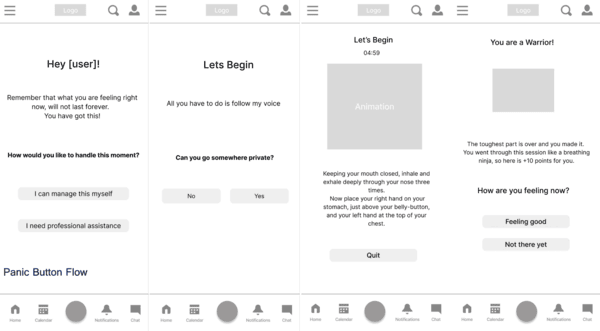 Logo
Hey [user]!
Remember that what you are feeling right
now, will not last forever.
You have got this!
How would you like to handle this moment?
I can manage this myself
I need professional assistance
Panic Button Flow
Home
Calendar
Notifications
Chat
Logo
Lets Begin
All you have to do is follow my voice
Can you go somewhere private?
No
Yes
Home
Calendar
Notifications
Chat
Logo
Let's Begin
04:59
Animation
Keeping your mouth closed, inhale and
exhale deeply through your nose three
times.
Now place your right hand on your
stomach, just above your belly-button,
and your left hand at the top of your
chest.
Quit
Home
Calendar
Notifications
Chat
Logo
You are a Warrior!
The toughest part is over and you made it.
You went through this session like a breathing
ninja, so here is +10 points for you.
How are you feeling now?
Feeling good
Not there yet
Home
Calendar
Notifications
Chat